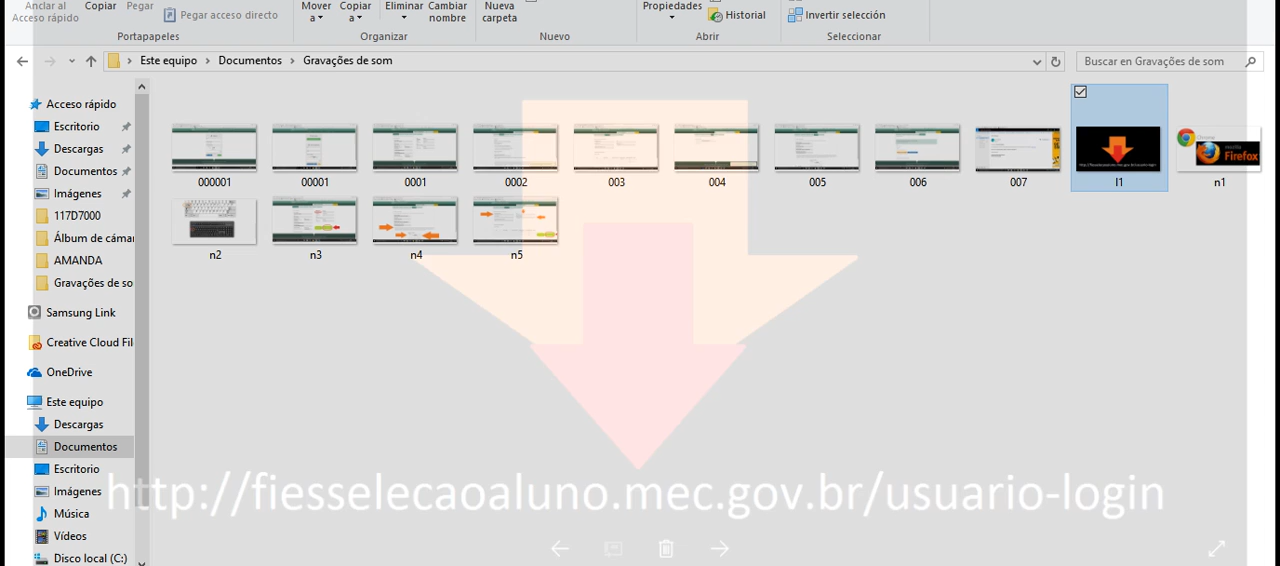 Anclar al
Acceso rápido
Copiar
Pegar
Pegar acceso directo
Portapapeles
Mover
a
Copiar
a
Eliminar
Cambiar
nombre
Organizar
Nueva
carpeta
Nuevo
Propiedades
Historial
Abrir
Invertir selección
Seleccionar
Este equipo
Documentos
Gravações de som
Buscar en Gravações de som
Acceso rápido
Escritorio
Descargas
Documentos
Imágenes
117D7000
Álbum de cámar
AMANDA
Gravações de so
Samsung Link
Creative Cloud Fil
OneDrive
Este equipo
Descargas
Documentos
Escritorio
Imágenes
Música
Vídeos
Disco local (C:)
000001
00001
0001
0002
003
004
005
006
007
l1
Chrome
mozilla
Firefox
n1
n2
n3
n4
n5
http://fiesselecaoaluno.mec.gov.br/usuario-login